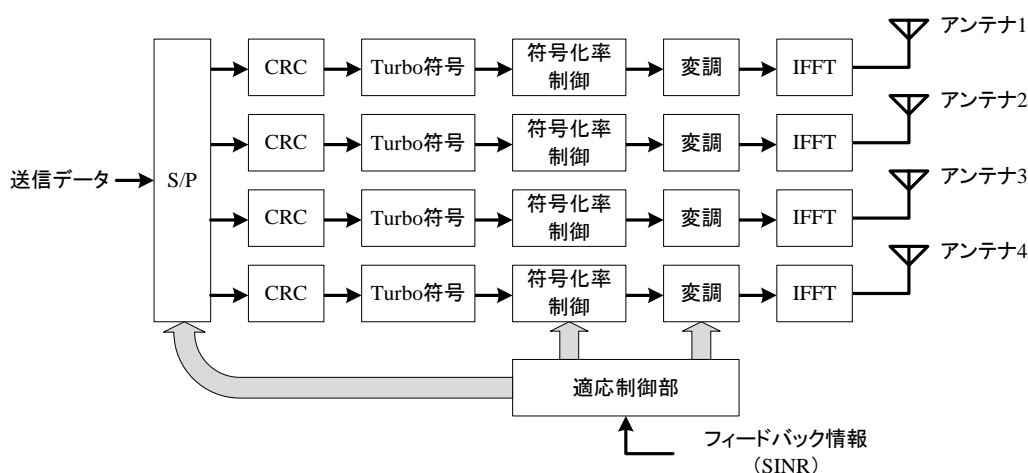 アンテナ1
CRC
Turbo符号
符号化率
制御
変調
IFFT
アンテナ2
CRC
Turbo符号
符号化率
制御
変調
IFFT
送信データ
S/P
アンテナ3
CRC
Turbo符号
符号化率
制御
変調
IFFT
アンテナ4
CRC
Turbo符号
符号化率
制御
変調
IFFT
適応制御部
フィードバック情報
(SINR)